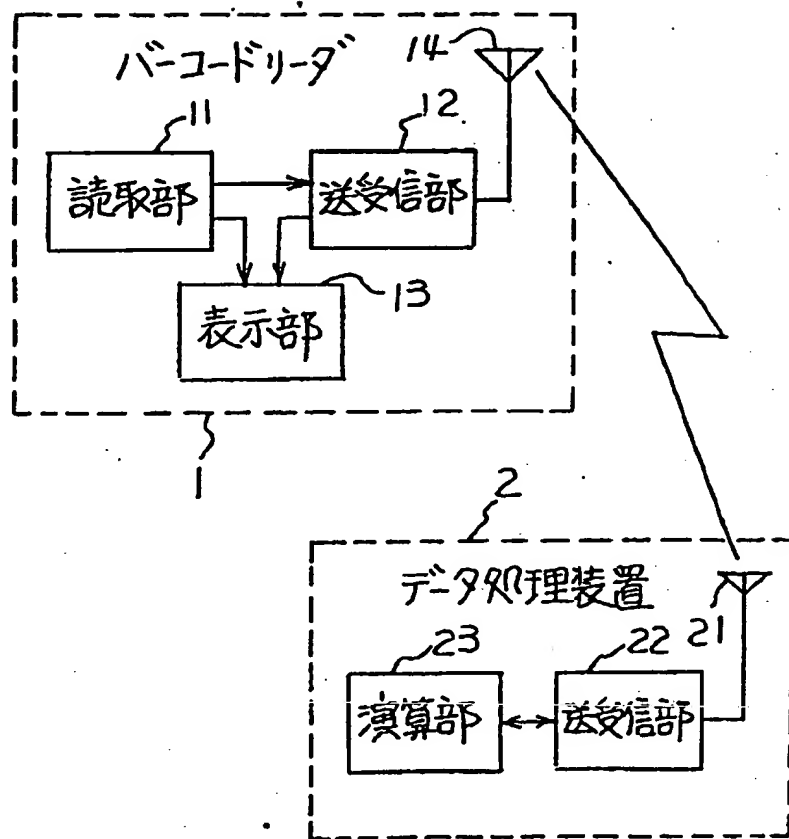 バーコードリーダ
14
11
12
読取部
送受信部
13
表示部
1
2
データ処理装置
21
23
22
演算部
送受信部